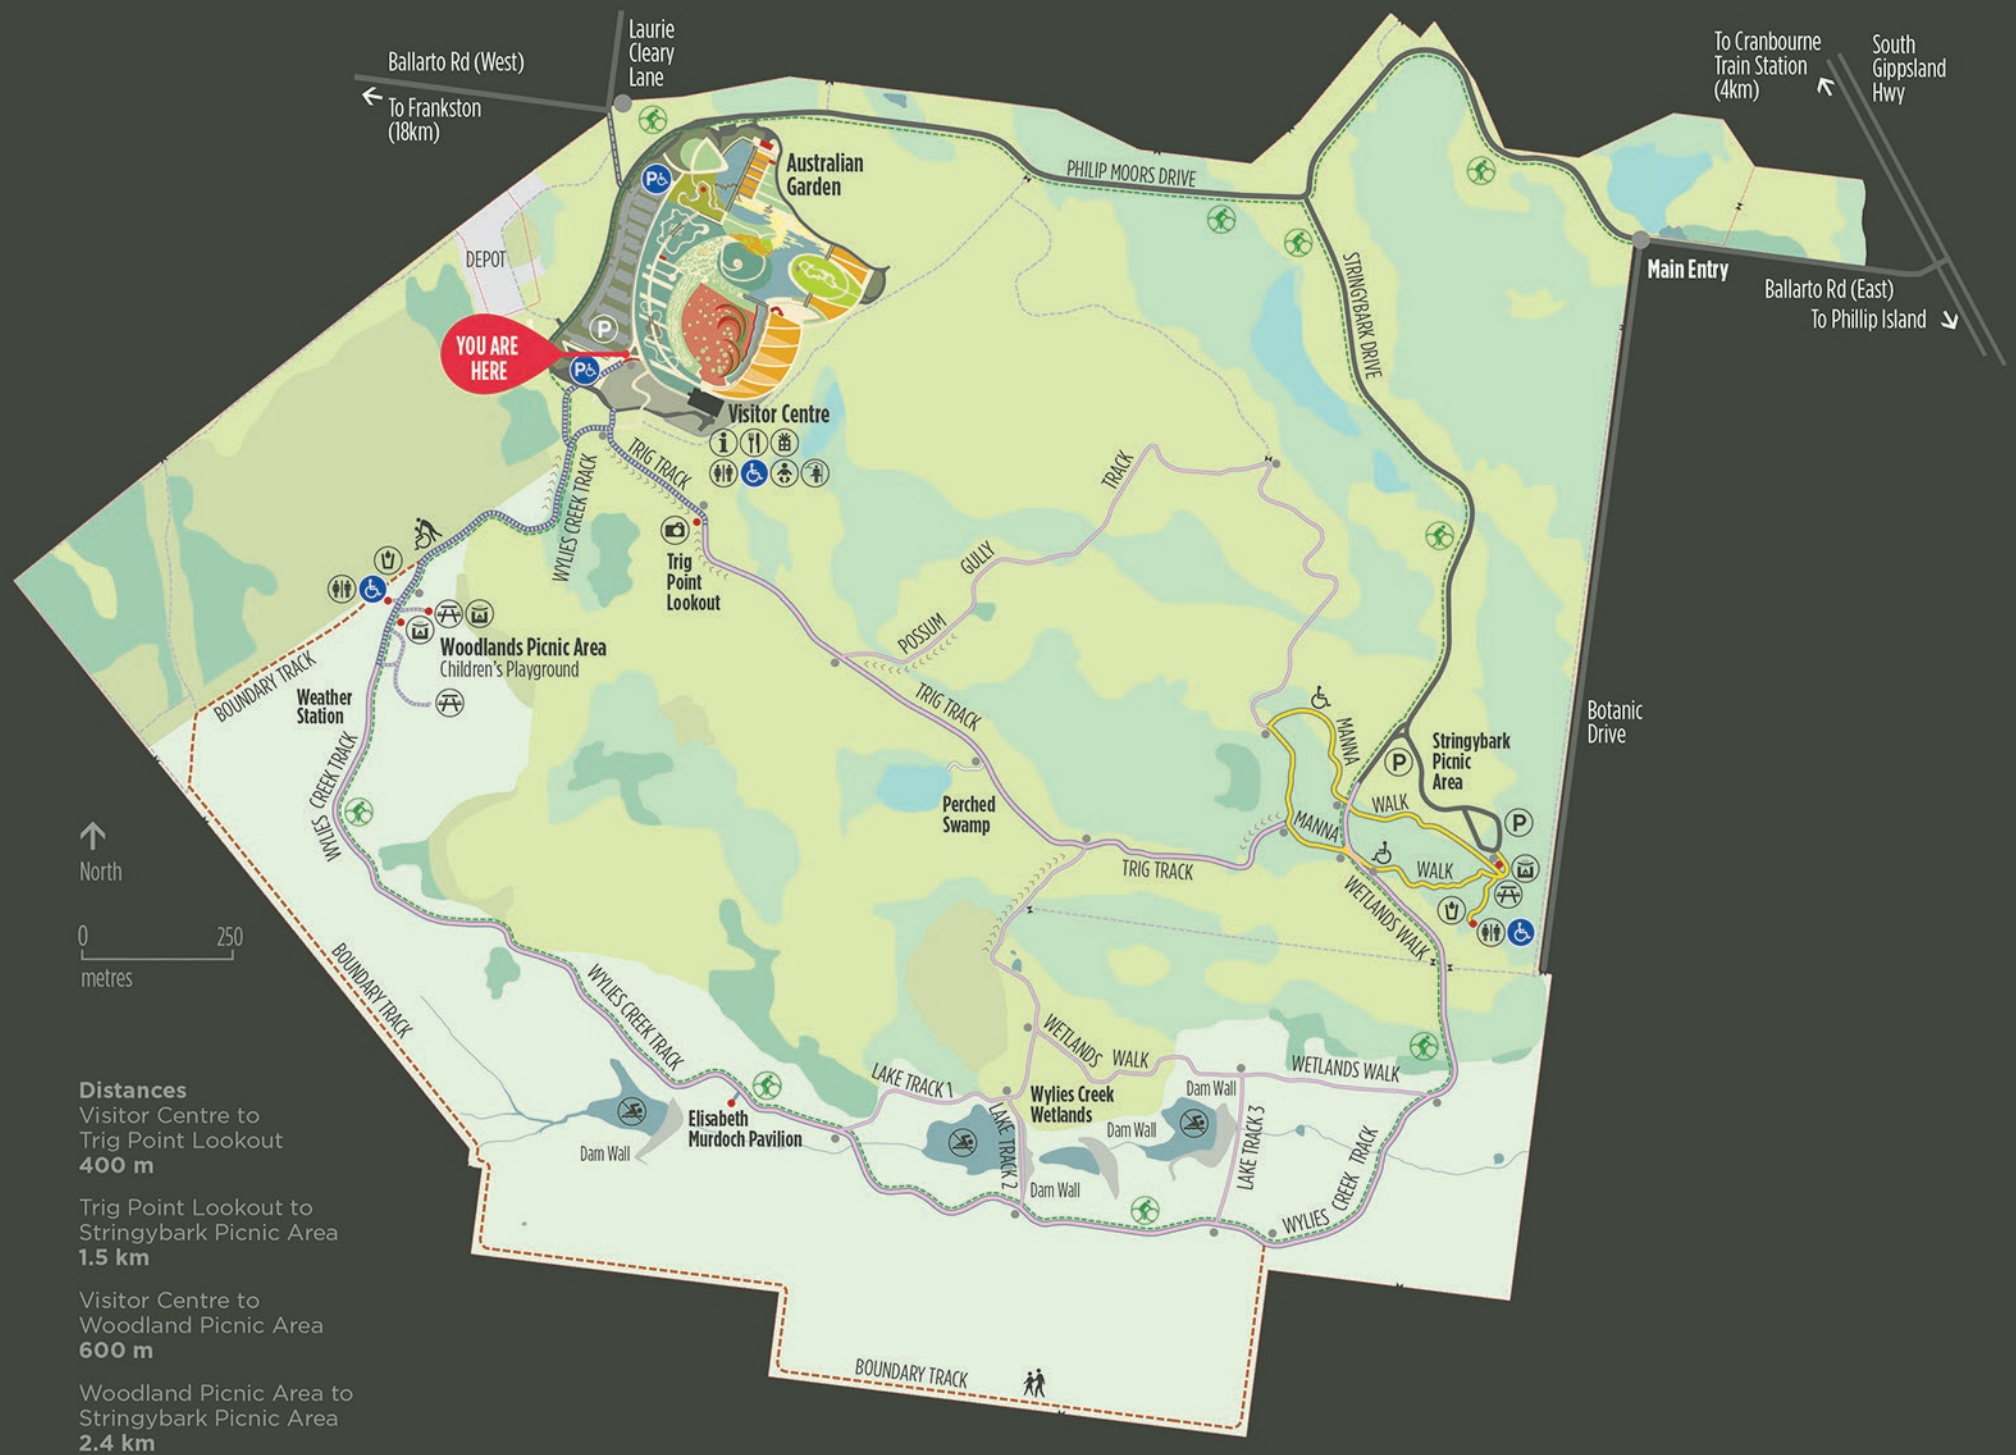 Laurie
Cleary
Lane
Ballarto Rd (West)
To Frankston
(18km)
To Cranbourne
Train Station
(4km)
South
Gippsland
Hwy
Australian
Garden
P
PHILIP MOORS DRIVE
DEPOT
STRINGYBARK DRIVE
Main Entry
Ballarto Rd (East)
To Phillip Island
P
YOU ARE
HERE
P
Visitor Centre
i
TRIG TRACK
WYLIES CREEK TRACK
TRACK
GULLY
POSSUM
Trig
Point
Lookout
Woodlands Picnic Area
Children's Playground
BOUNDARY TRACK
Weather
Station
WYLIES CREEK TRACK
TRIG TRACK
Botanic
Drive
MANNA
P
Stringybark
Picnic
Area
WALK
P
Perched
Swamp
MANNA
WALK
TRIG TRACK
WETLANDS WALK
North
0 250
metres
BOUNDARY TRACK
WYLIES CREEK TRACK
WETLANDS WALK
WETLANDS WALK
LAKE TRACK 1
Wylies Creek
Wetlands
Dam Wall
Elisabeth
Murdoch Pavilion
Dam Wall
Dam Wall
LAKE TRACK 2
LAKE TRACK 3
Dam Wall
WYLIES CREEK TRACK
BOUNDARY TRACK
Distances
Visitor Centre to
Trig Point Lookout
400 m
Trig Point Lookout to
Stringybark Picnic Area
1.5 km
Visitor Centre to
Woodland Picnic Area
600 m
Woodland Picnic Area to
Stringybark Picnic Area
2.4 km